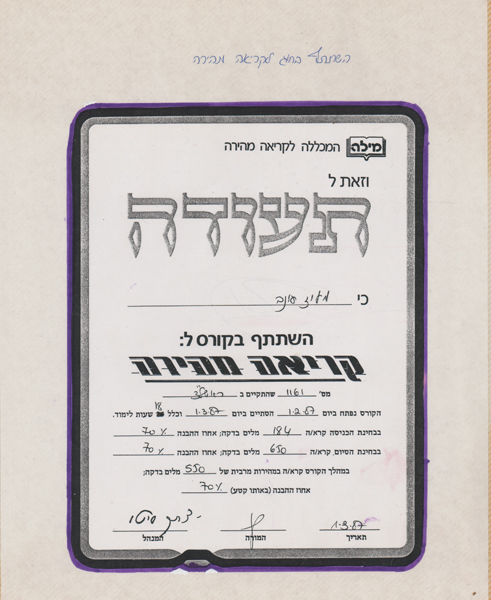 השתתף בחוג לקריאה מהירה
מילה המכללה לקריאה מהירה
וזאת ל
תעודה
כי
השתתף בקורס ל:
קריאה מהירה
מס' 1161 שהתקיים ב
הקורס נפתח ביום 1.2.87 הסתיים ביום 1.3.87 וכלל 18 שעות לימוד.
בבחינת הכניסה קרא/ה 184 מלים בדקה; אחוז ההבנה 70%
בבחינת הסיום, קרא/ה 650 מלים בדקה; אחוז ההבנה 70%
במהלך הקורס קרא/ה במהירות מרבית של 550 מלים בדקה;
אחוז ההבנה (באותו קטע) 70%
1.3.87
תאריך המורה המנהל